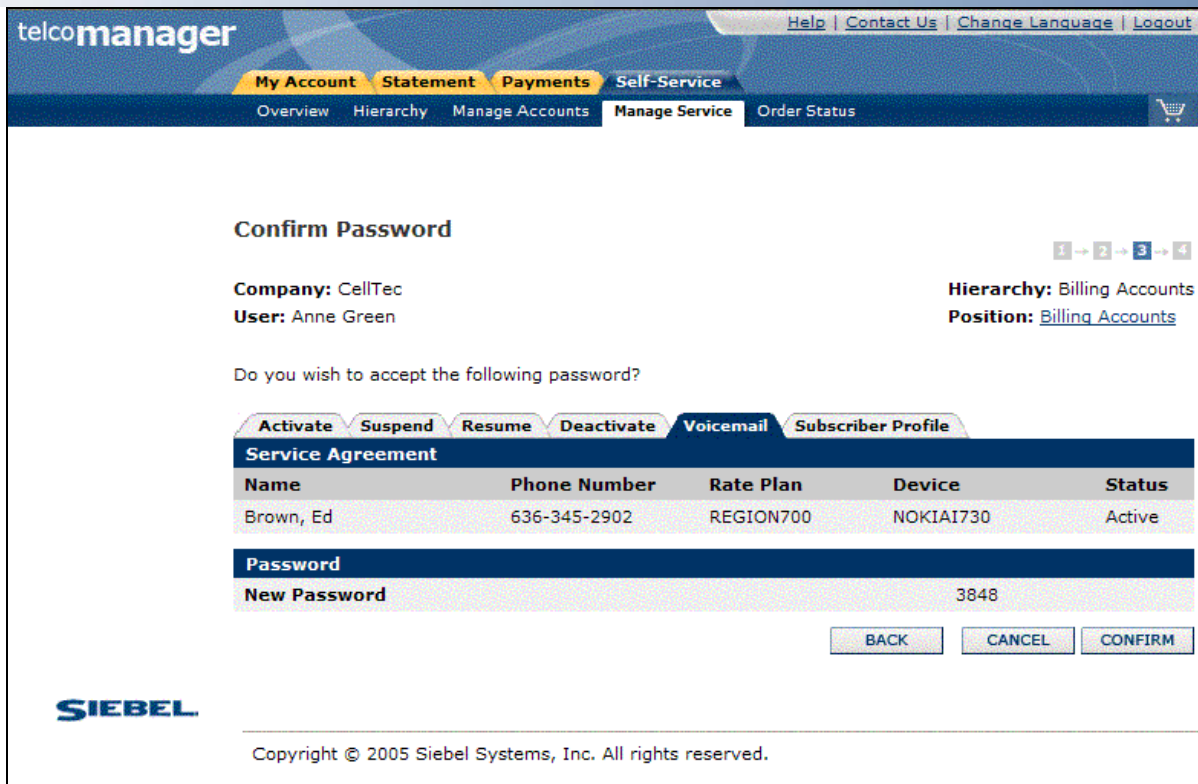 telcomanager
Help | Contact Us | Change Language | Logout
My Account Statement Payments Self-Service
Overview Hierarchy Manage Accounts Manage Service Order Status
Confirm Password
1 2 3 4
Company: CellTec
Hierarchy: Billing Accounts
User: Anne Green
Position: Billing Accounts
Do you wish to accept the following password?
Activate Suspend Resume Deactivate Voicemail Subscriber Profile
Service Agreement
Name Phone Number Rate Plan Device Status
Brown, Ed 636-345-2902 REGION700 NOKIAI730 Active
Password
New Password 3848
BACK CANCEL CONFIRM
SIEBEL.
Copyright © 2005 Siebel Systems, Inc. All rights reserved.